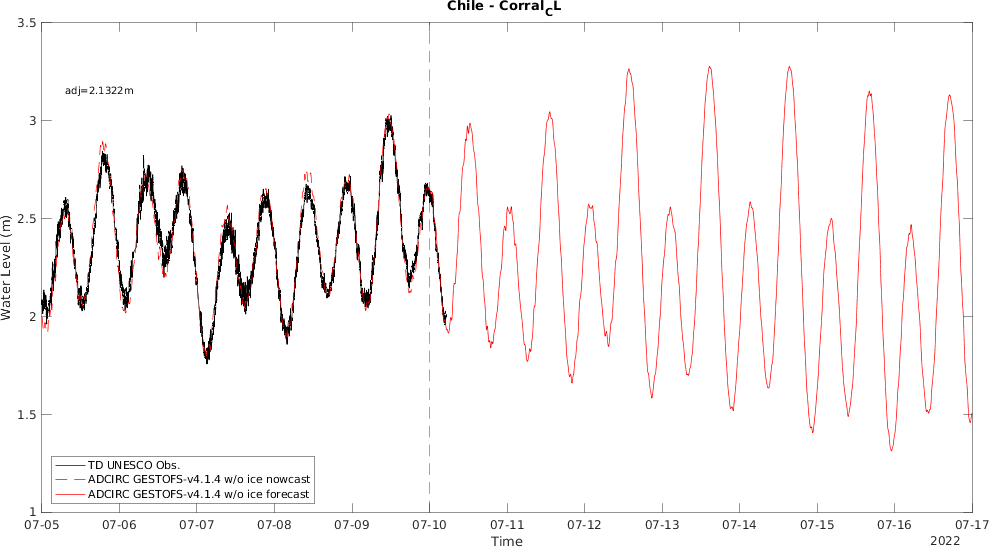 Chile - Corral_CL
3.5
adj=2.1322m
3
2.5
Water Level (m)
2
1.5
TD UNESCO Obs.
ADCIRC GESTOFS-v4.1.4 w/o ice nowcast
ADCIRC GESTOFS-v4.1.4 w/o ice forecast
1
07-05 07-06 07-07 07-08 07-09 07-10 07-11 07-12 07-13 07-14 07-15 07-16 07-17
Time
2022